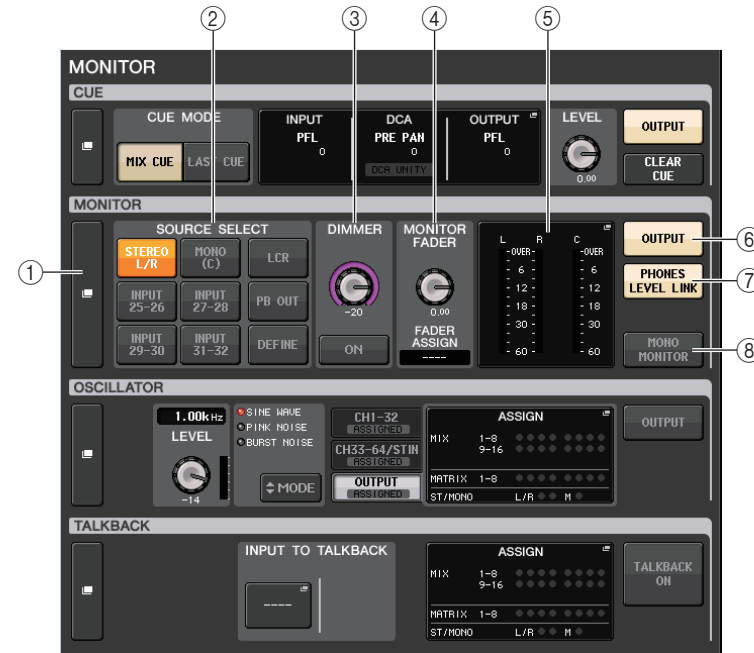 ② ③ ④ ⑤
MONITOR
CUE
CUE MODE
MIX CUE
LAST CUE
INPUT
PFL
0
DCA
PRE PAN
0
DCA UNITY
OUTPUT
PFL
0
LEVEL
0.00
OUTPUT
CLEAR
CUE
MONITOR
①
SOURCE SELECT
STEREO
L/R
MONO
(C)
LCR
INPUT
25-26
INPUT
27-28
PB OUT
INPUT
29-30
INPUT
31-32
DEFINE
DIMMER
-20
ON
MONITOR
FADER
0.00
FADER
ASSIGN
----
L R C
-OVER- -OVER
- 6 - - 6
- 12 - - 12
- 18 - - 18
- 30 - - 30
- 60 - - 60
OUTPUT
⑥
PHONES
LEVEL LINK
⑦
MONO
MONITOR
⑧
OSCILLATOR
1.00kHz
LEVEL
-14
SINE WAVE
PINK NOISE
BURST NOISE
MODE
CH1-32
ASSIGNED
CH33-64/STIN
ASSIGNED
OUTPUT
ASSIGNED
ASSIGN
MIX 1-8
9-16
MATRIX 1-8
ST/MONO L/R M
OUTPUT
TALKBACK
INPUT TO TALKBACK
----
ASSIGN
MIX 1-8
9-16
MATRIX 1-8
ST/MONO L/R M
TALKBACK
ON